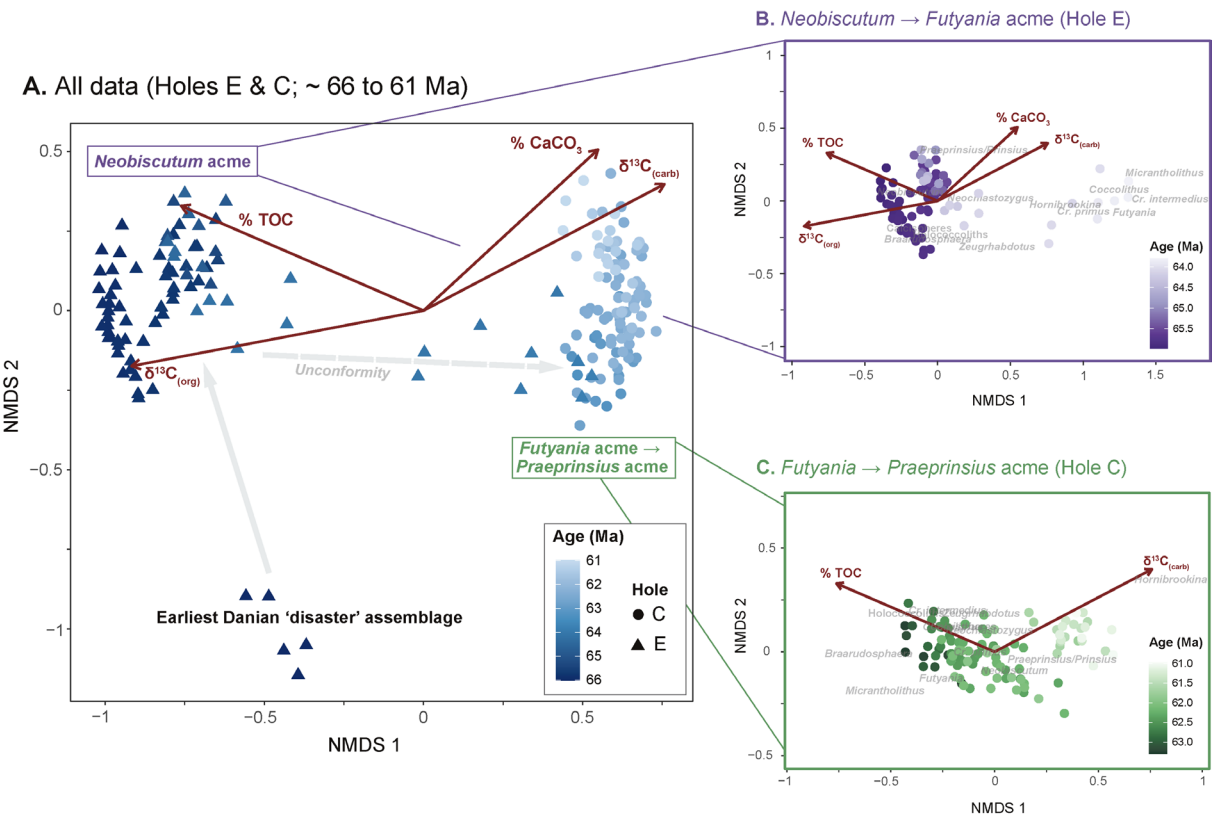 A. All data (Holes E & C; ~ 66 to 61 Ma)
Neobiscutum acme
% CaCO3
δ13C(carb)
% TOC
δ13C(org)
Unconformity
Futyania acme →
Praeprinsius acme
Earliest Danian ‘disaster’ assemblage
Age (Ma)
61
62
63
64
65
66
Hole
C
E
0.5
0
−0.5
−1
NMDS 2
−1
−0.5
0
0.5
NMDS 1
B. Neobiscutum → Futyania acme (Hole E)
1
0.5
0
−0.5
−1
NMDS 2
% CaCO3
% TOC
δ13C(carb)
Praeprinsius/Prinsius
Micrantholithus
Coccolithus
Neochiastozygus
Hornibrookina
Cr. intermedius
Cr. primus
Futyania
δ13C(org)
Braarudosphaera
Zeugrhabdotus
Age (Ma)
64.0
64.5
65.0
65.5
−1
−0.5
0
0.5
1
1.5
NMDS 1
C. Futyania → Praeprinsius acme (Hole C)
0.5
0
−0.5
NMDS 2
% TOC
δ13C(carb)
Hornibrookina
Cr. intermedius
Zeugrhabdotus
Braarudosphaera
Praeprinsius/Prinsius
Futyania
Micrantholithus
Age (Ma)
61.0
61.5
62.0
62.5
63.0
−1
−0.5
0
0.5
1
NMDS 1